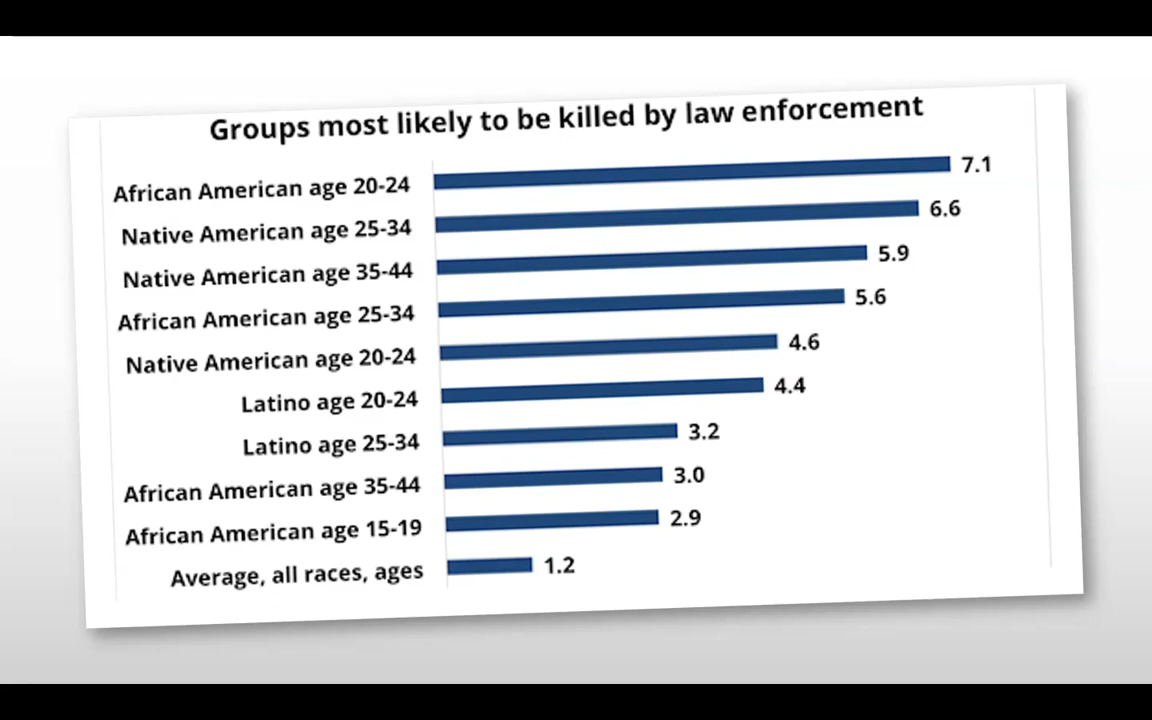 Groups most likely to be killed by law enforcement
African American age 20-24 7.1
Native American age 25-34 6.6
Native American age 35-44 5.9
African American age 25-34 5.6
Native American age 20-24 4.6
Latino age 20-24 4.4
Latino age 25-34 3.2
African American age 35-44 3.0
African American age 15-19 2.9
Average, all races, ages 1.2